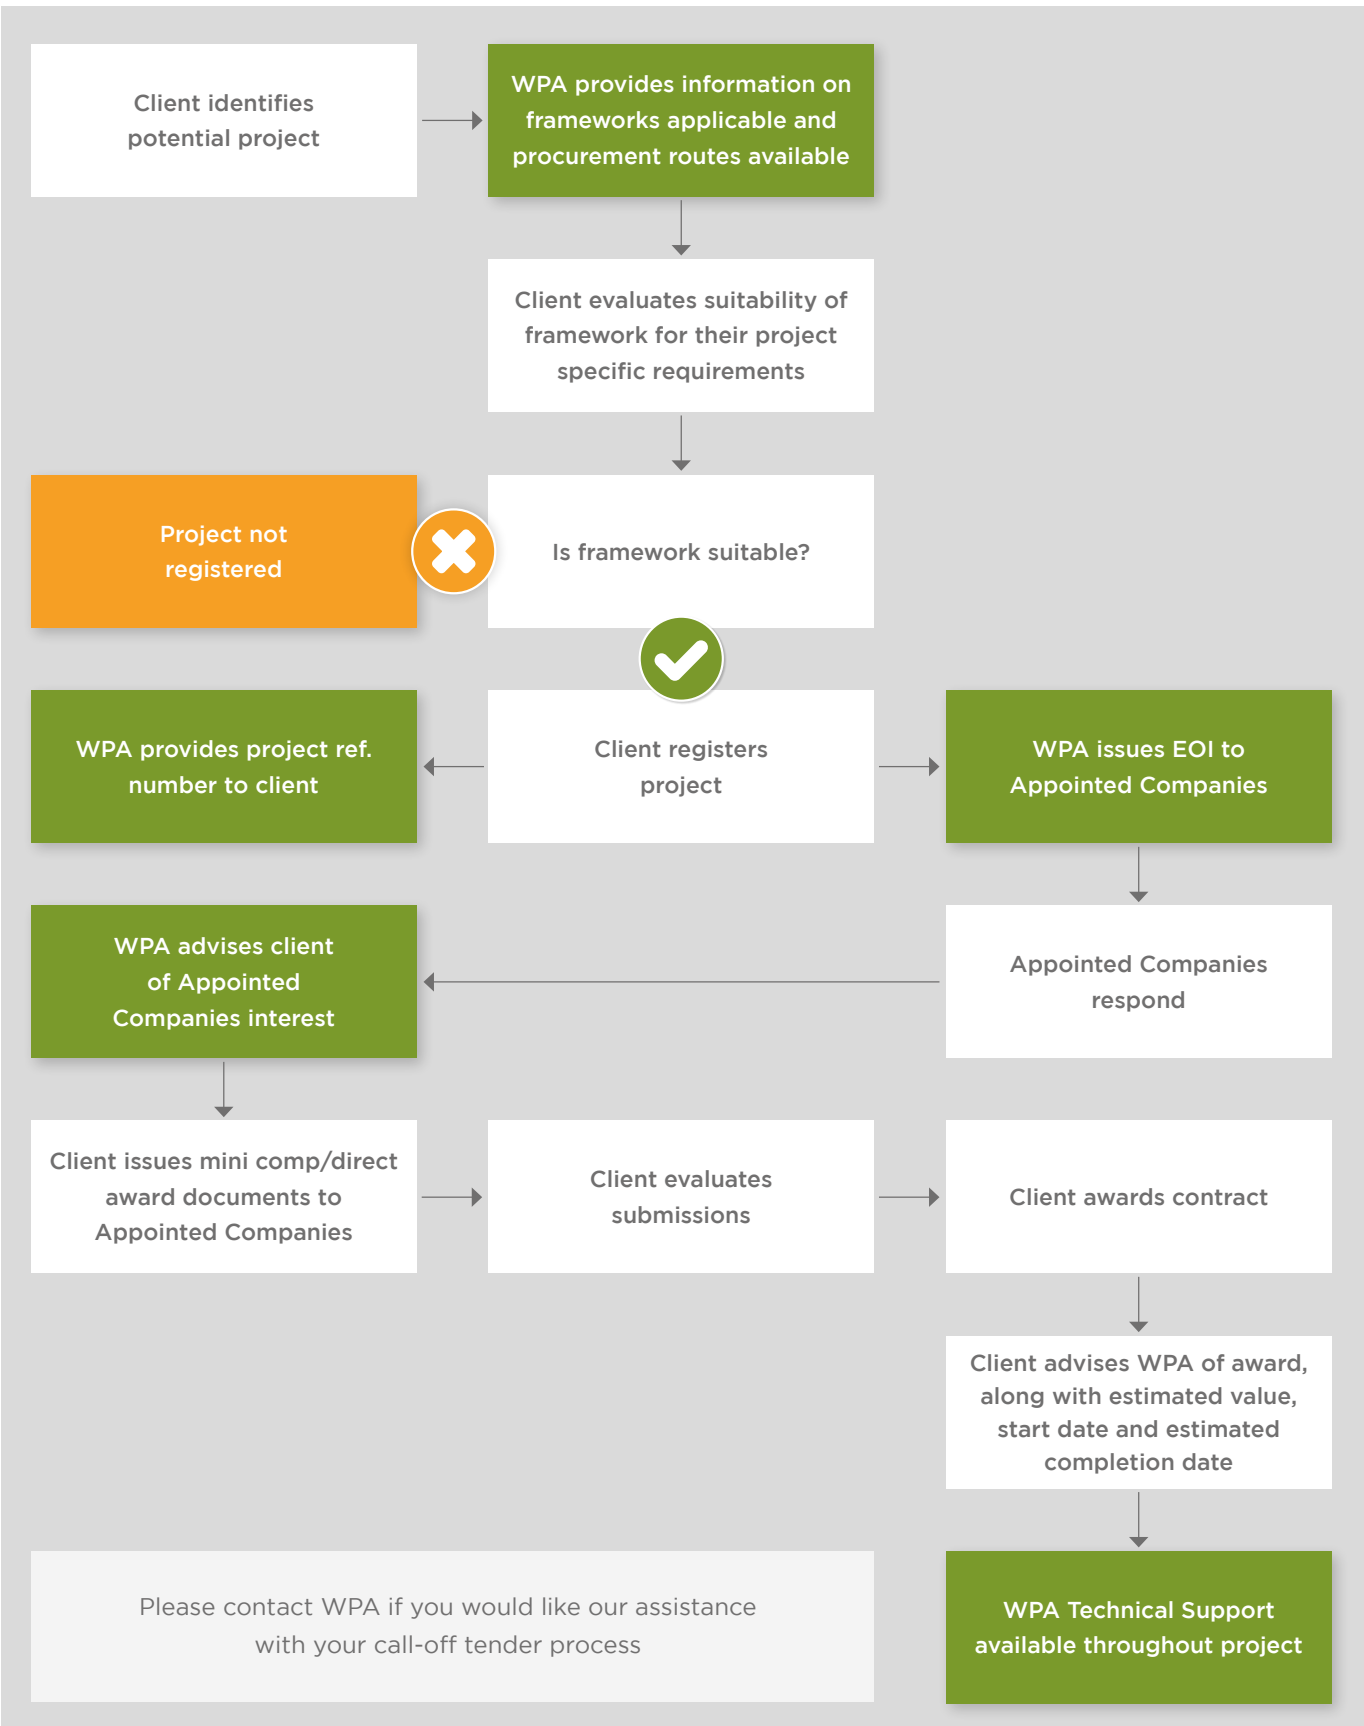 Client identifies
potential project
WPA provides information on
frameworks applicable and
procurement routes available
Client evaluates suitability of
framework for their project
specific requirements
Project not
registered
Is framework suitable?
WPA provides project ref.
number to client
Client registers
project
WPA issues EOI to
Appointed Companies
WPA advises client
of Appointed
Companies interest
Appointed Companies
respond
Client issues mini comp/direct
award documents to
Appointed Companies
Client evaluates
submissions
Client awards contract
Client advises WPA of award,
along with estimated value,
start date and estimated
completion date
Please contact WPA if you would like our assistance
with your call-off tender process
WPA Technical Support
available throughout project